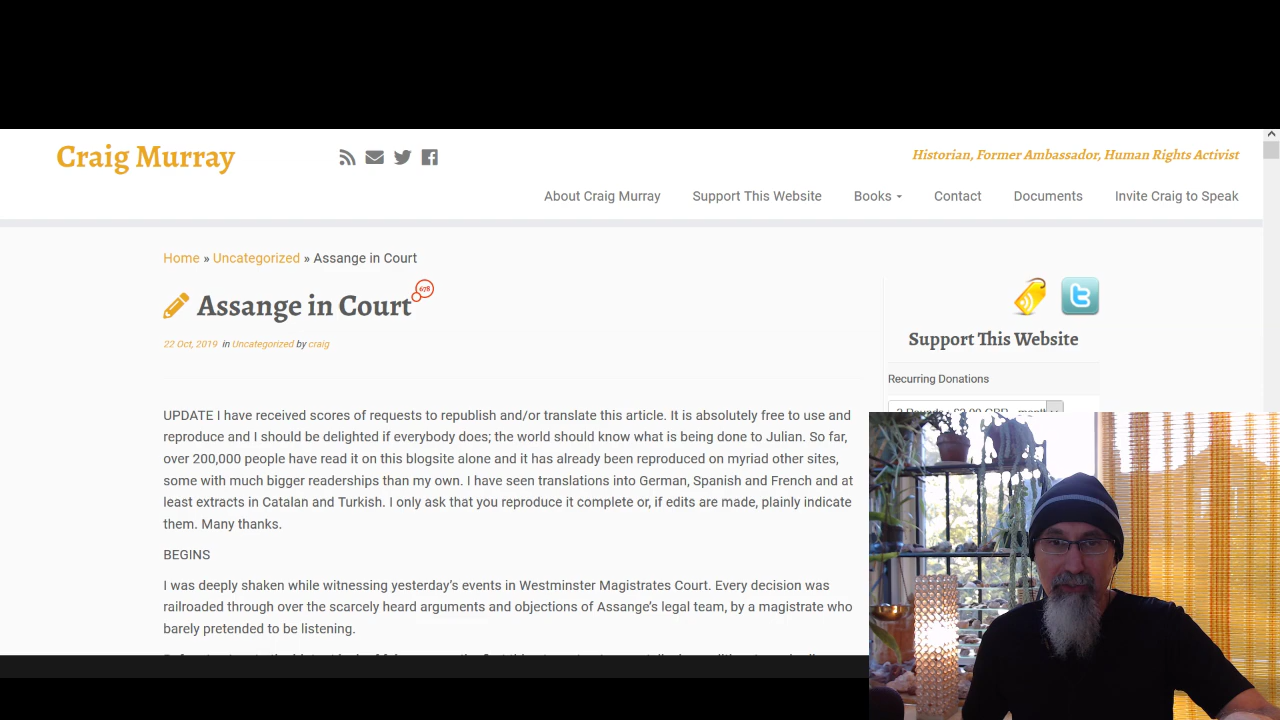 Craig Murray
Historian, Former Ambassador, Human Rights Activist
About Craig Murray Support This Website Books Contact Documents Invite Craig to Speak
Home » Uncategorized » Assange in Court
Assange in Court 678
22 Oct, 2019 in Uncategorized by craig
UPDATE I have received scores of requests to republish and/or translate this article. It is absolutely free to use and
reproduce and I should be delighted if everybody does; the world should know what is being done to Julian. So far,
over 200,000 people have read it on this blogsite alone and it has already been reproduced on myriad other sites,
some with much bigger readerships than my own. I have seen translations into German, Spanish and French and at
least extracts in Catalan and Turkish. I only ask that you reproduce it complete or, if edits are made, plainly indicate
them. Many thanks.
BEGINS
I was deeply shaken while witnessing yesterday's events in Westminster Magistrates Court. Every decision was
railroaded through over the scarcely heard arguments and objections of Assange's legal team, by a magistrate who
barely pretended to be listening.
Support This Website
Recurring Donations